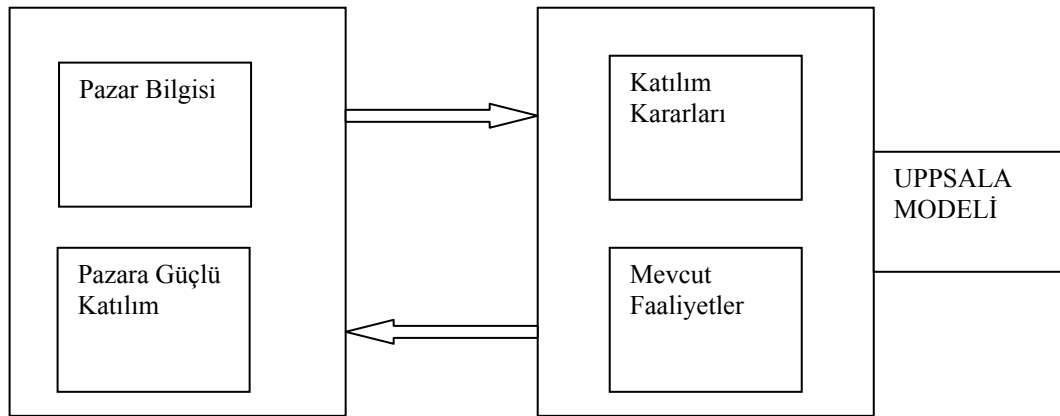 Pazar Bilgisi
Pazara Güçlü
Katılım
Katılım
Kararları
Mevcut
Faaliyetler
UPPSALA
MODELİ